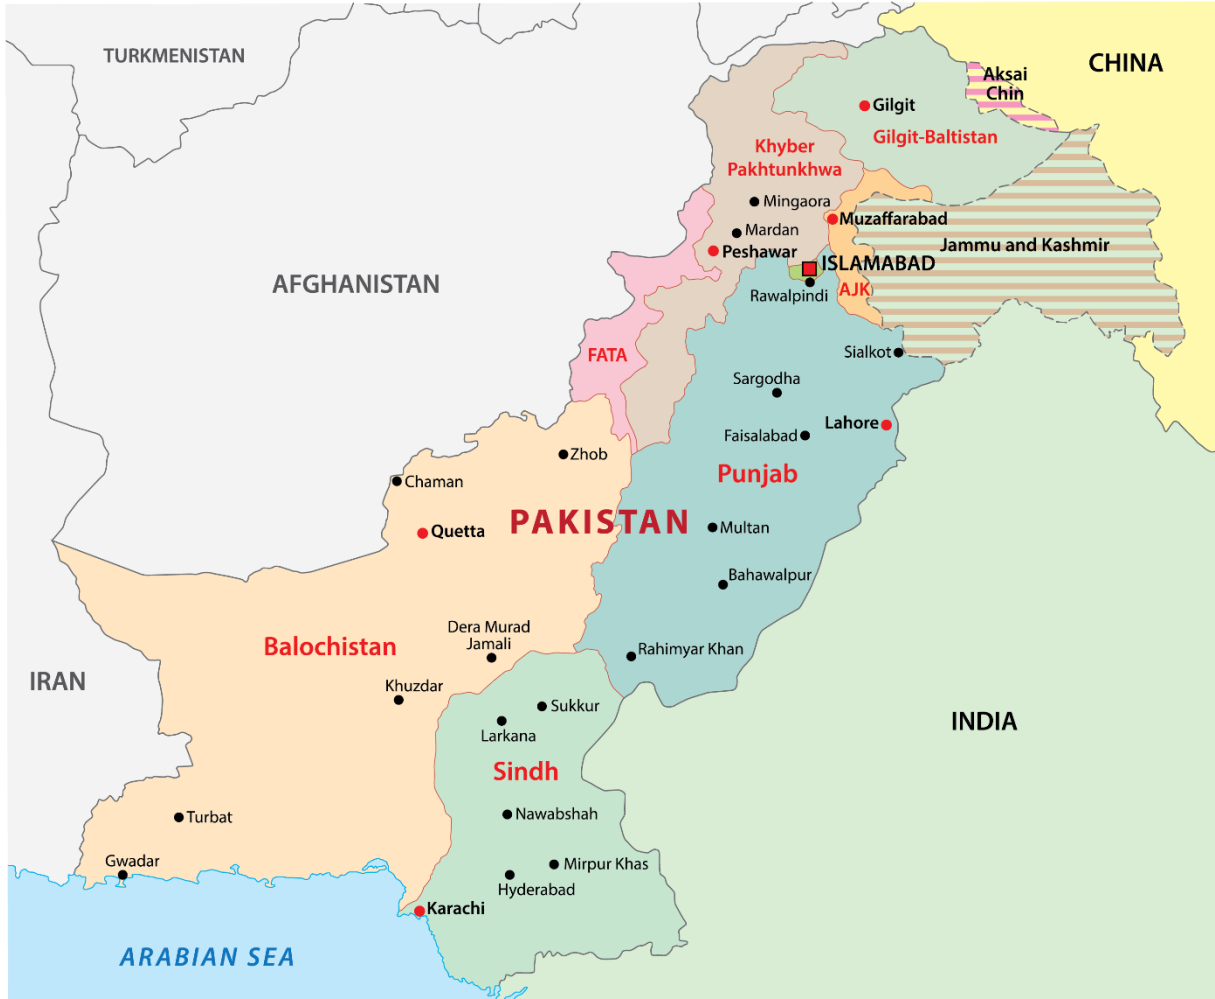 TURKMENISTAN
CHINA
Aksai
Chin
Gilgit
Gilgit-Baltistan
Khyber
Pakhtunkhwa
Mingaora
Muzaffarabad
Mardan
Jammu and Kashmir
Peshawar
ISLAMABAD
AFGHANISTAN
AJK
Rawalpindi
Sialkot
FATA
Sargodha
Lahore
Faisalabad
Zhob
Punjab
Chaman
PAKISTAN
Quetta
Multan
Bahawalpur
Dera Murad
Jamali
Balochistan
Rahimyar Khan
IRAN
Khuzdar
Sukkur
INDIA
Larkana
Sindh
Turbat
Nawabshah
Gwadar
Mirpur Khas
Hyderabad
Karachi
ARABIAN SEA